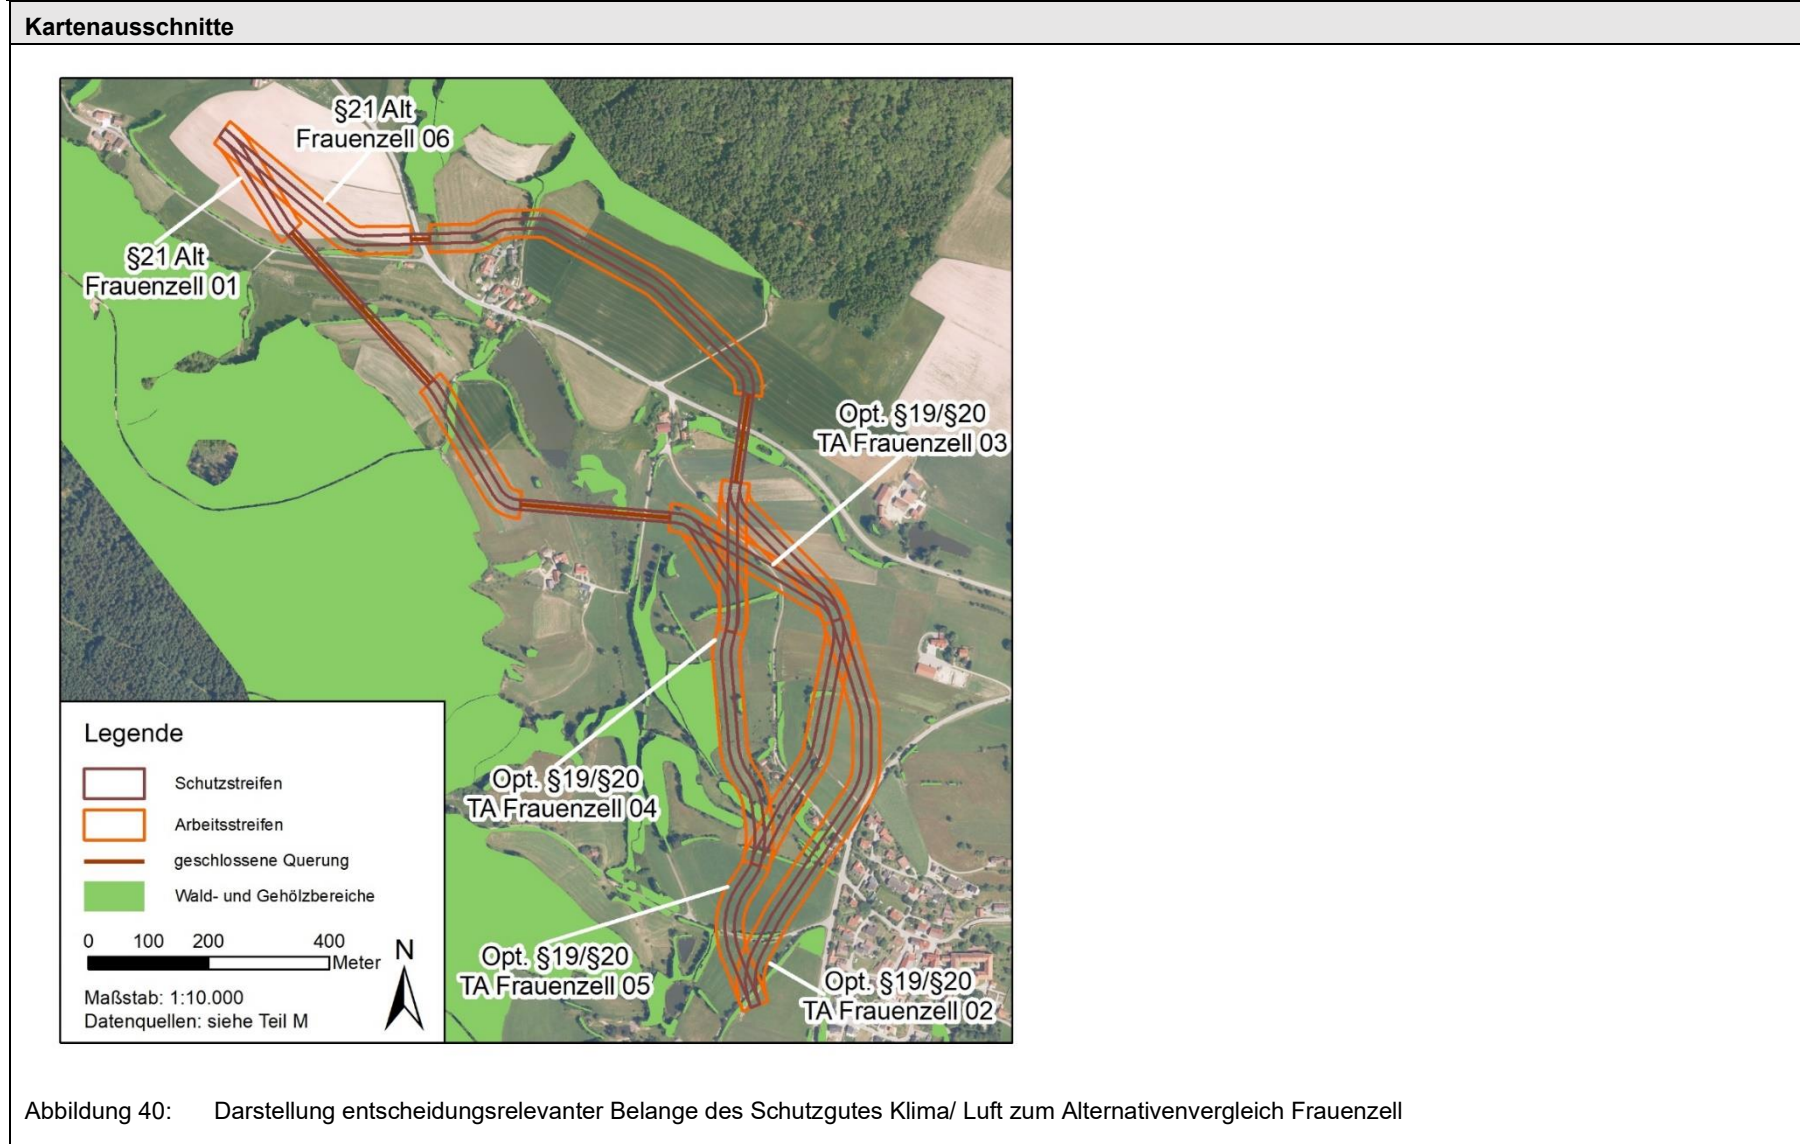 Kartenausschnitte
§21 Alt
Frauenzell 06
§21 Alt
Frauenzell 01
Opt. §19/§20
TA Frauenzell 03
Opt. §19/§20
TA Frauenzell 04
Opt. §19/§20
TA Frauenzell 05
Opt. §19/§20
TA Frauenzell 02
Legende
Schutzstreifen
Arbeitsstreifen
geschlossene Querung
Wald- und Gehölzbereiche
0 100 200 400
Meter
N
Maßstab: 1:10.000
Datenquellen: siehe Teil M
Abbildung 40: Darstellung entscheidungsrelevanter Belange des Schutzgutes Klima/ Luft zum Alternativenvergleich Frauenzell